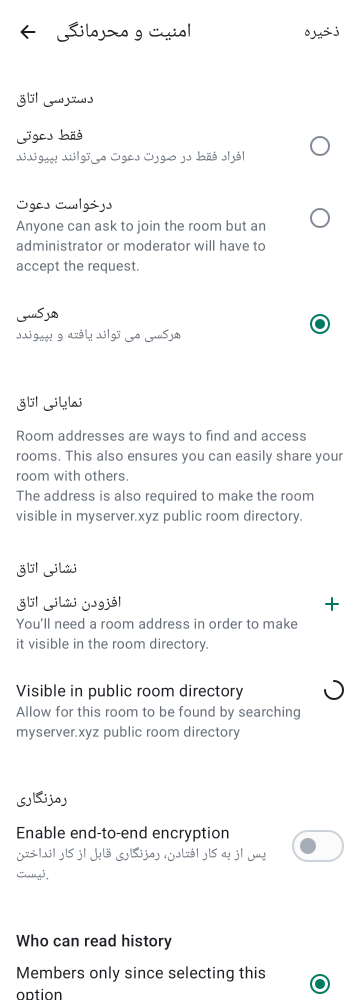 امنیت و محرمانگی
ذخیره
دسترسی اتاق
فقط دعوتی
افراد فقط در صورت دعوت می‌توانند بپیوندند
درخواست دعوت
Anyone can ask to join the room but an
administrator or moderator will have to
accept the request.
هرکسی
هرکسی می تواند یافته و بپیوندد
نمایانی اتاق
Room addresses are ways to find and access
rooms. This also ensures you can easily share your
room with others.
The address is also required to make the room
visible in myserver.xyz public room directory.
نشانی اتاق
افزودن نشانی اتاق
You’ll need a room address in order to make
it visible in the room directory.
Visible in public room directory
Allow for this room to be found by searching
myserver.xyz public room directory
رمزنگاری
Enable end-to-end encryption
پس از به کار افتادن، رمزنگاری قابل از کار انداختن
نیست.
Who can read history
Members only since selecting this
option